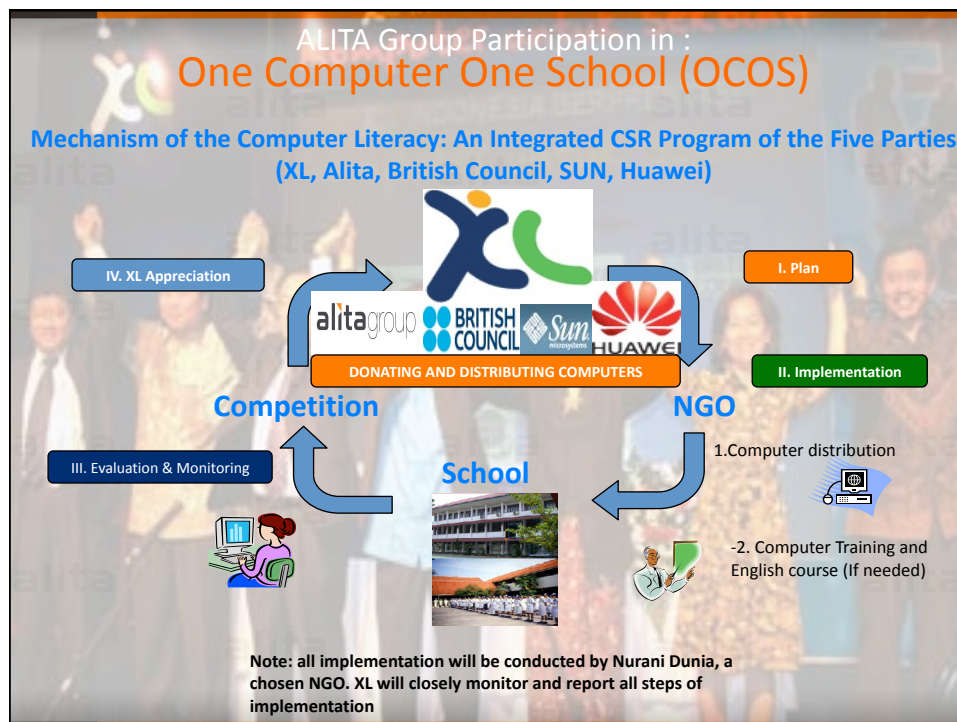 ALITA Group Participation in :
One Computer One School (OCOS)
Mechanism of the Computer Literacy: An Integrated CSR Program of the Five Parties
(XL, Alita, British Council, SUN, Huawei)
IV. XL Appreciation
I. Plan
alitagroup
BRITISH
COUNCIL
Sun
microsystems
HUAWEI
DONATING AND DISTRIBUTING COMPUTERS
II. Implementation
Competition
NGO
1.Computer distribution
III. Evaluation & Monitoring
School
-2. Computer Training and
English course (If needed)
Note: all implementation will be conducted by Nurani Dunia, a
chosen NGO. XL will closely monitor and report all steps of
implementation